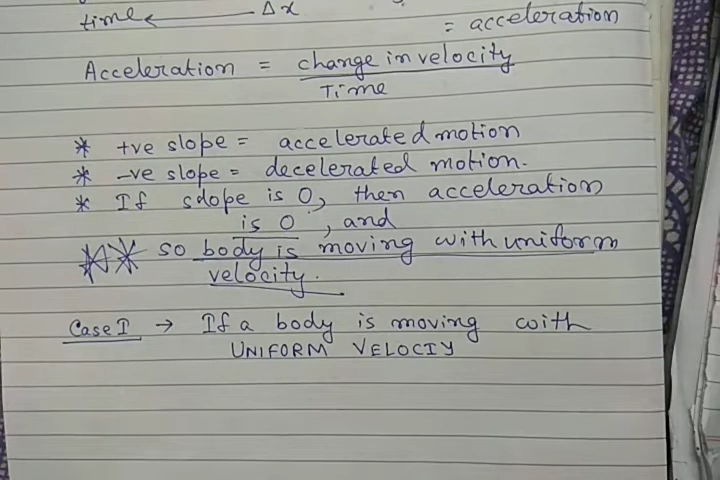 time ← Δx
= acceleration
Acceleration = change in velocity
Time
* +ve slope = accelerated motion
* -ve slope = decelerated motion.
* If sdope is 0, then acceleration
is 0, and
** so body is moving with uniform
velocity.
Case I → If a body is moving with
UNIFORM VELOCIY